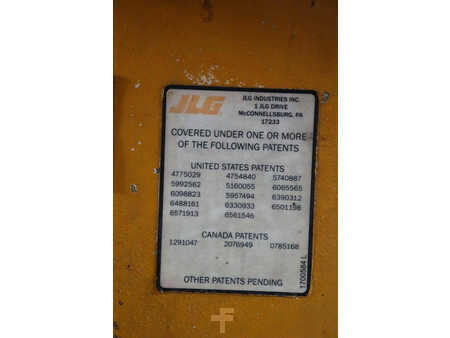 JLG
JLG INDUSTRIES INC.
1 JLG DRIVE
McCONNELLSBURG, PA
17233
COVERED UNDER ONE OR MORE
OF THE FOLLOWING PATENTS
UNITED STATES PATENTS
4775029 4754840 5740887
5992562 5160055 6065565
6098823 5957494 6390312
6488161 6330933 6501198
6571913 6561546
CANADA PATENTS
1291047 2076949 0785168
OTHER PATENTS PENDING
1700584 L